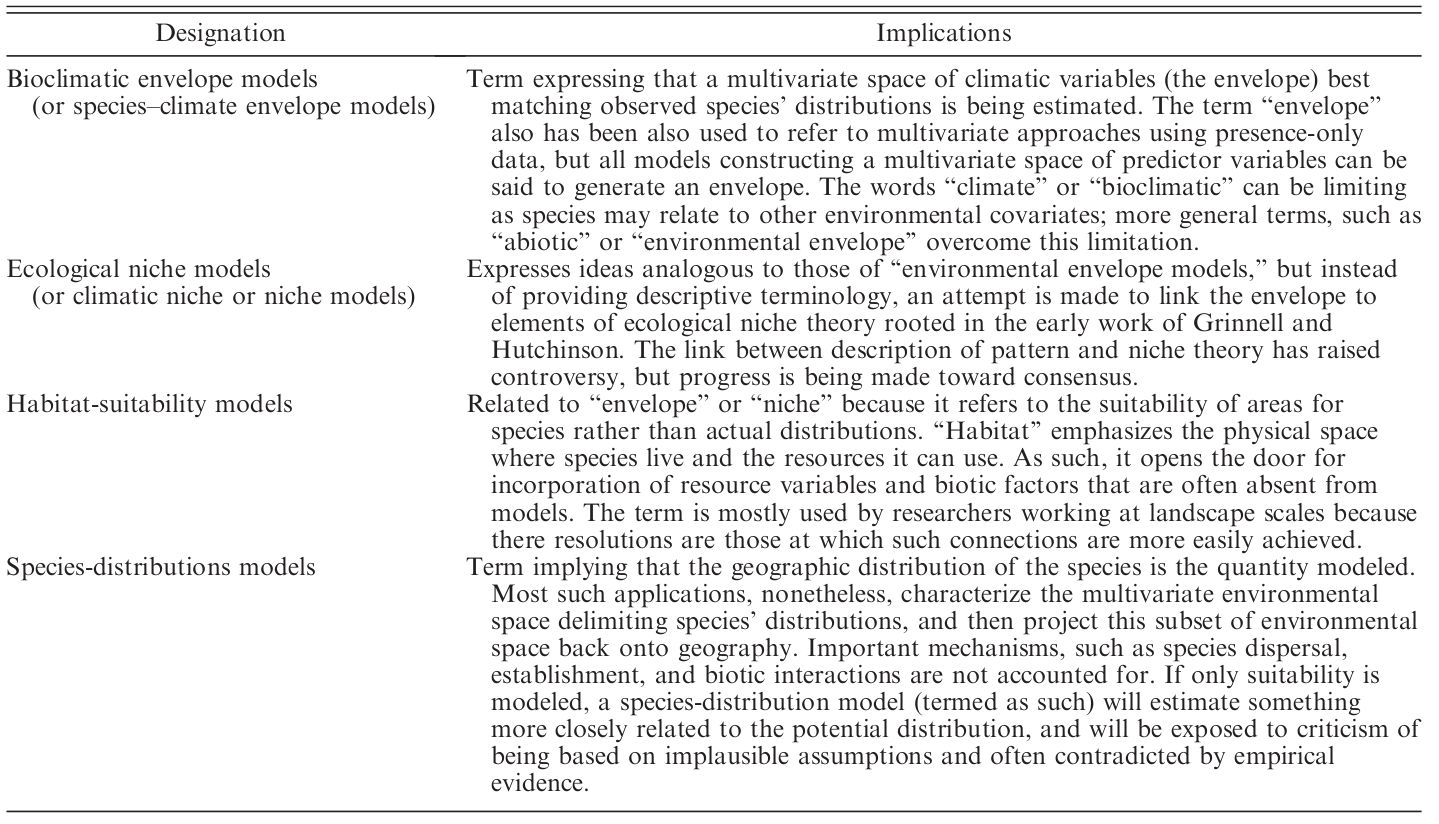 Designation Implications
Bioclimatic envelope models
(or species–climate envelope models)
Term expressing that a multivariate space of climatic variables (the envelope) best
matching observed species’ distributions is being estimated. The term “envelope”
also has been also used to refer to multivariate approaches using presence-only
data, but all models constructing a multivariate space of predictor variables can be
said to generate an envelope. The words “climate” or “bioclimatic” can be limiting
as species may relate to other environmental covariates; more general terms, such as
“abiotic” or “environmental envelope” overcome this limitation.
Ecological niche models
(or climatic niche or niche models)
Expresses ideas analogous to those of “environmental envelope models,” but instead
of providing descriptive terminology, an attempt is made to link the envelope to
elements of ecological niche theory rooted in the early work of Grinnell and
Hutchinson. The link between description of pattern and niche theory has raised
controversy, but progress is being made toward consensus.
Habitat-suitability models
Related to “envelope” or “niche” because it refers to the suitability of areas for
species rather than actual distributions. “Habitat” emphasizes the physical space
where species live and the resources it can use. As such, it opens the door for
incorporation of resource variables and biotic factors that are often absent from
models. The term is mostly used by researchers working at landscape scales because
there resolutions are those at which such connections are more easily achieved.
Species-distributions models
Term implying that the geographic distribution of the species is the quantity modeled.
Most such applications, nonetheless, characterize the multivariate environmental
space delimiting species’ distributions, and then project this subset of environmental
space back onto geography. Important mechanisms, such as species dispersal,
establishment, and biotic interactions are not accounted for. If only suitability is
modeled, a species-distribution model (termed as such) will estimate something
more closely related to the potential distribution, and will be exposed to criticism of
being based on implausible assumptions and often contradicted by empirical
evidence.